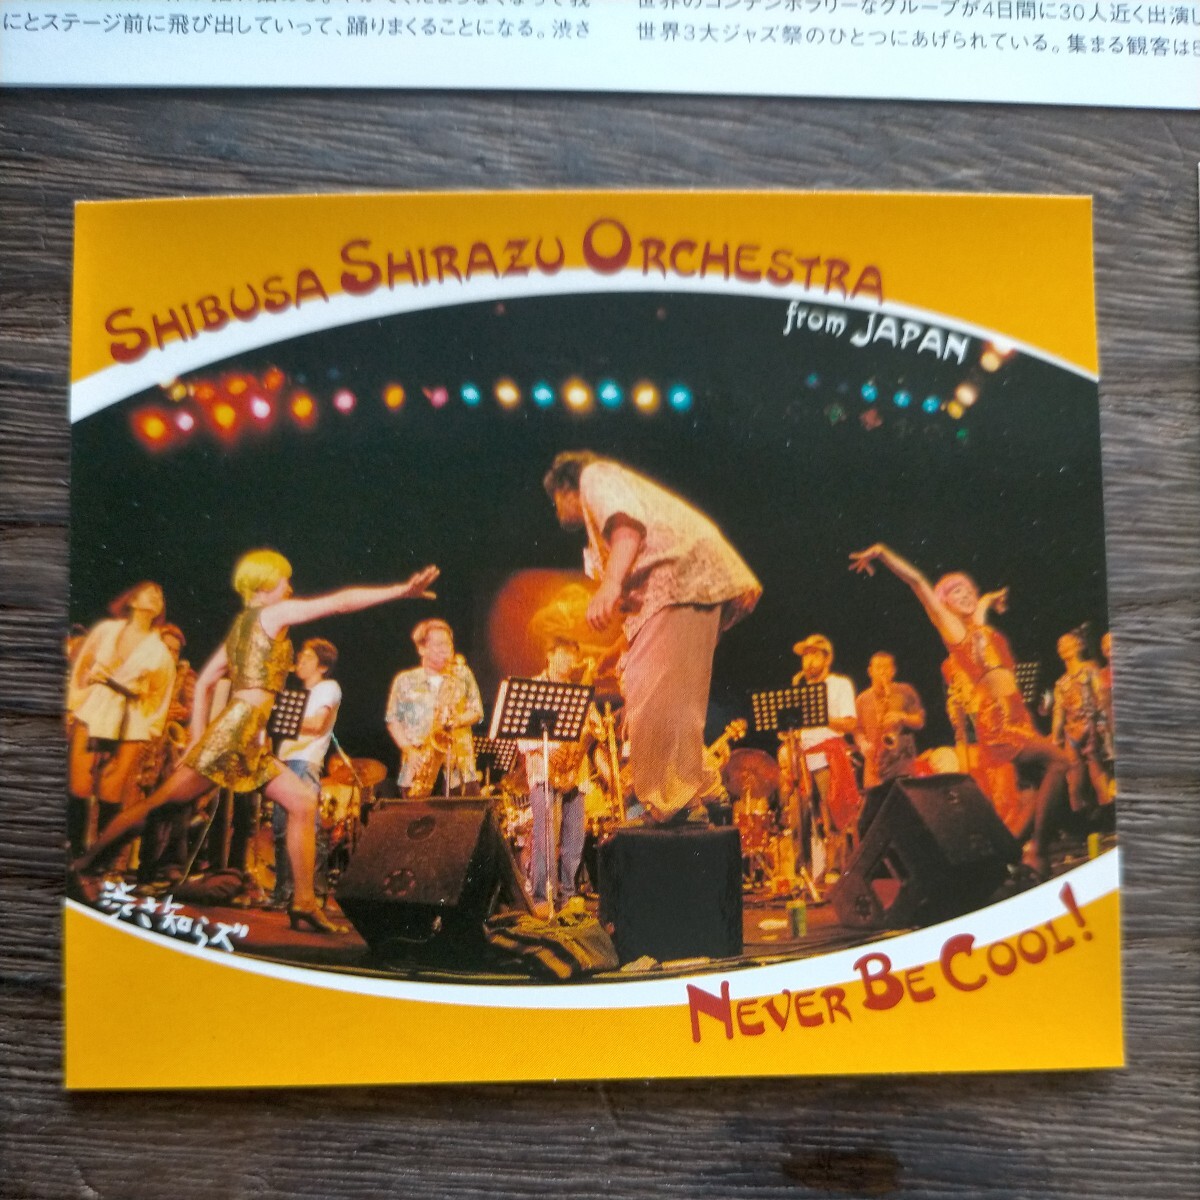 にとステージ前に飛び出していって、踊りまくることになる。渋さ
世界のコンテンポラリーなグループが4日間に30人近く出演し
世界3大ジャズ祭のひとつにあげられている。集まる観客は
SHIBUSA SHIRAZU ORCHESTRA
from JAPAN
渋さ知らズ
NEVER BE COOL!